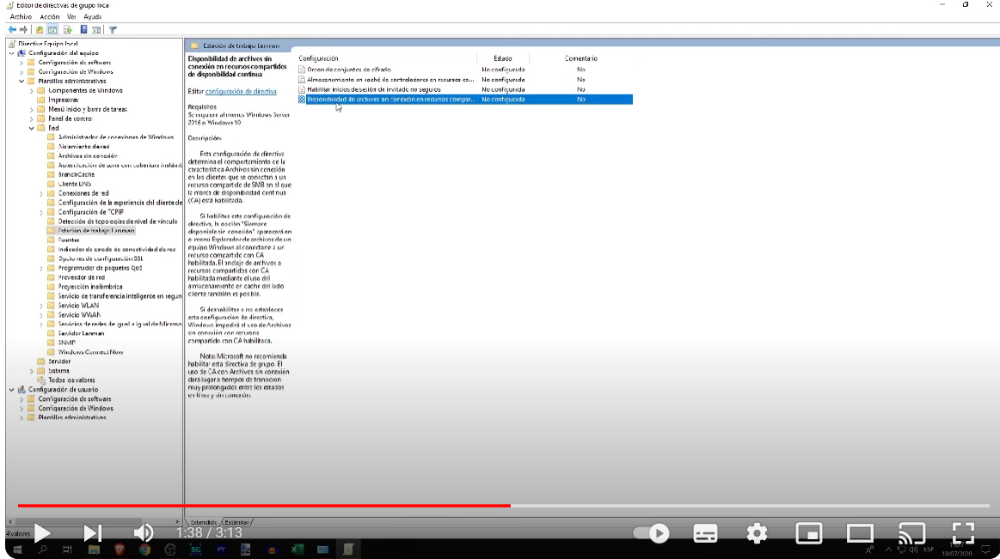 Editor de directivas de grupo local
Archivo Acción Ver Ayuda
Directiva Equipo local
Configuración del equipo
Configuración de software
Configuración de Windows
Plantillas administrativas
Componentes de Windows
Impresoras
Menú Inicio y barra de tareas
Panel de control
Red
Administrador de conexiones de Windows
Aislamiento de red
Archivos sin conexión
Autenticación de zona con cobertura inalámb
BranchCache
Cliente DNS
Conexiones de red
Configuración de la experiencia del cliente de
Configuración de TCPIP
Detección de topologías de nivel de vínculo
Estación de trabajo Lanman
Fuentes
Indicador de estado de conectividad de red
Opciones de configuración SSL
Programador de paquetes QoS
Proveedor de red
Proyección inalámbrica
Servicio de transferencia inteligente en segun
Servicio WLAN
Servicio WWAN
Servicios de redes de igual a igual de Microso
Servidor Lanman
SNMP
Windows Connect Now
Servidor
Sistema
Todos los valores
Configuración de usuario
Configuración de software
Configuración de Windows
Plantillas administrativas
4 valores
Estación de trabajo Lanman
Disponibilidad de archivos sin
conexión en recursos compartidos
de disponibilidad continua
Editar configuración de directiva
Requisitos:
Se requiere al menos Windows Server
2016 o Windows 10
Descripción:
Esta configuración de directiva
determina el comportamiento de la
característica Archivos sin conexión
en los clientes que se conectan a un
recurso compartido de SMB en el que
la marca de disponibilidad continua
(CA) está habilitada.
Si habilitas esta configuración de
directiva, la opción "Siempre
disponible sin conexión" aparecerá en
el menú Explorador de archivos de un
equipo Windows al conectarse a un
recurso compartido con CA
habilitada. El anclaje de archivos a
recursos compartidos con CA
habilitada mediante el uso del
almacenamiento en caché del lado
cliente también es posible.
Si deshabilitas o no estableces
esta configuración de directiva,
Windows impedirá el uso de Archivos
sin conexión con recursos
compartido con CA habilitada.
Nota: Microsoft no recomienda
habilitar esta directiva de grupo. El
uso de CA con Archivos sin conexión
dará lugar a tiempos de transición
muy prolongados entre los estados
en línea y sin conexión.
Extendido Estándar
Configuración Estado Comentario
Orden de conjuntos de cifrado No configurada No
Almacenamiento en caché de controladores en recursos co... No configurada No
Habilitar inicios de sesión de invitado no seguros No configurada No
Disponibilidad de archivos sin conexión en recursos compar... No configurada No
1:38 / 3:13
ESP
18/07/2020